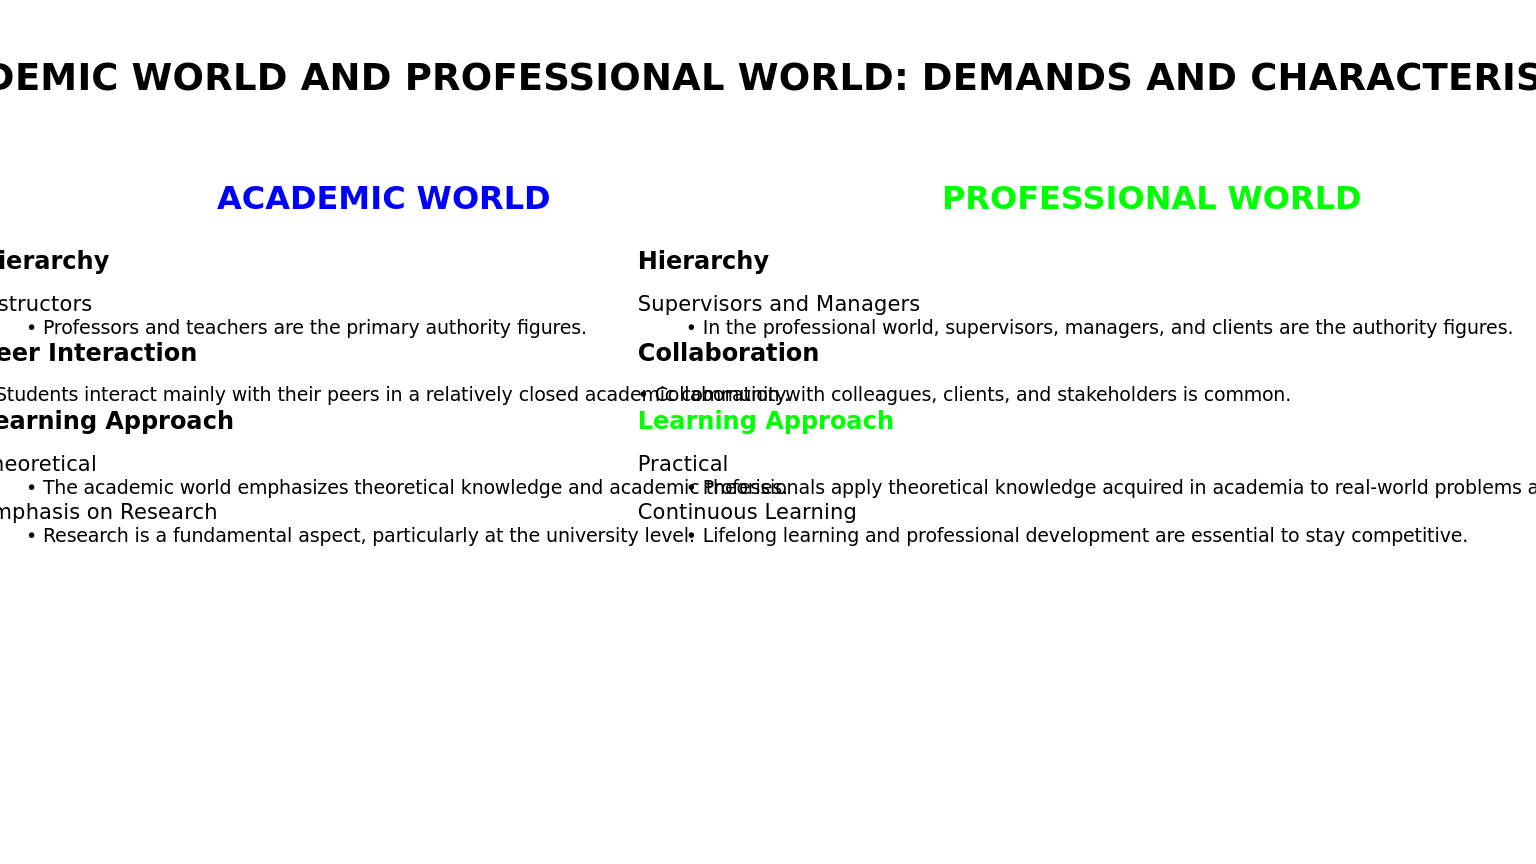 DEMIC WORLD AND PROFESSIONAL WORLD: DEMANDS AND CHARACTERIS
ACADEMIC WORLD
ierarchy
structors
• Professors and teachers are the primary authority figures.
eer Interaction
Students interact mainly with their peers in a relatively closed academic community.
earning Approach
heoretical
• The academic world emphasizes theoretical knowledge and academic theories.
mphasis on Research
• Research is a fundamental aspect, particularly at the university level.
PROFESSIONAL WORLD
Hierarchy
Supervisors and Managers
• In the professional world, supervisors, managers, and clients are the authority figures.
Collaboration
• Collaboration with colleagues, clients, and stakeholders is common.
Learning Approach
Practical
• Professionals apply theoretical knowledge acquired in academia to real-world problems a
Continuous Learning
• Lifelong learning and professional development are essential to stay competitive.